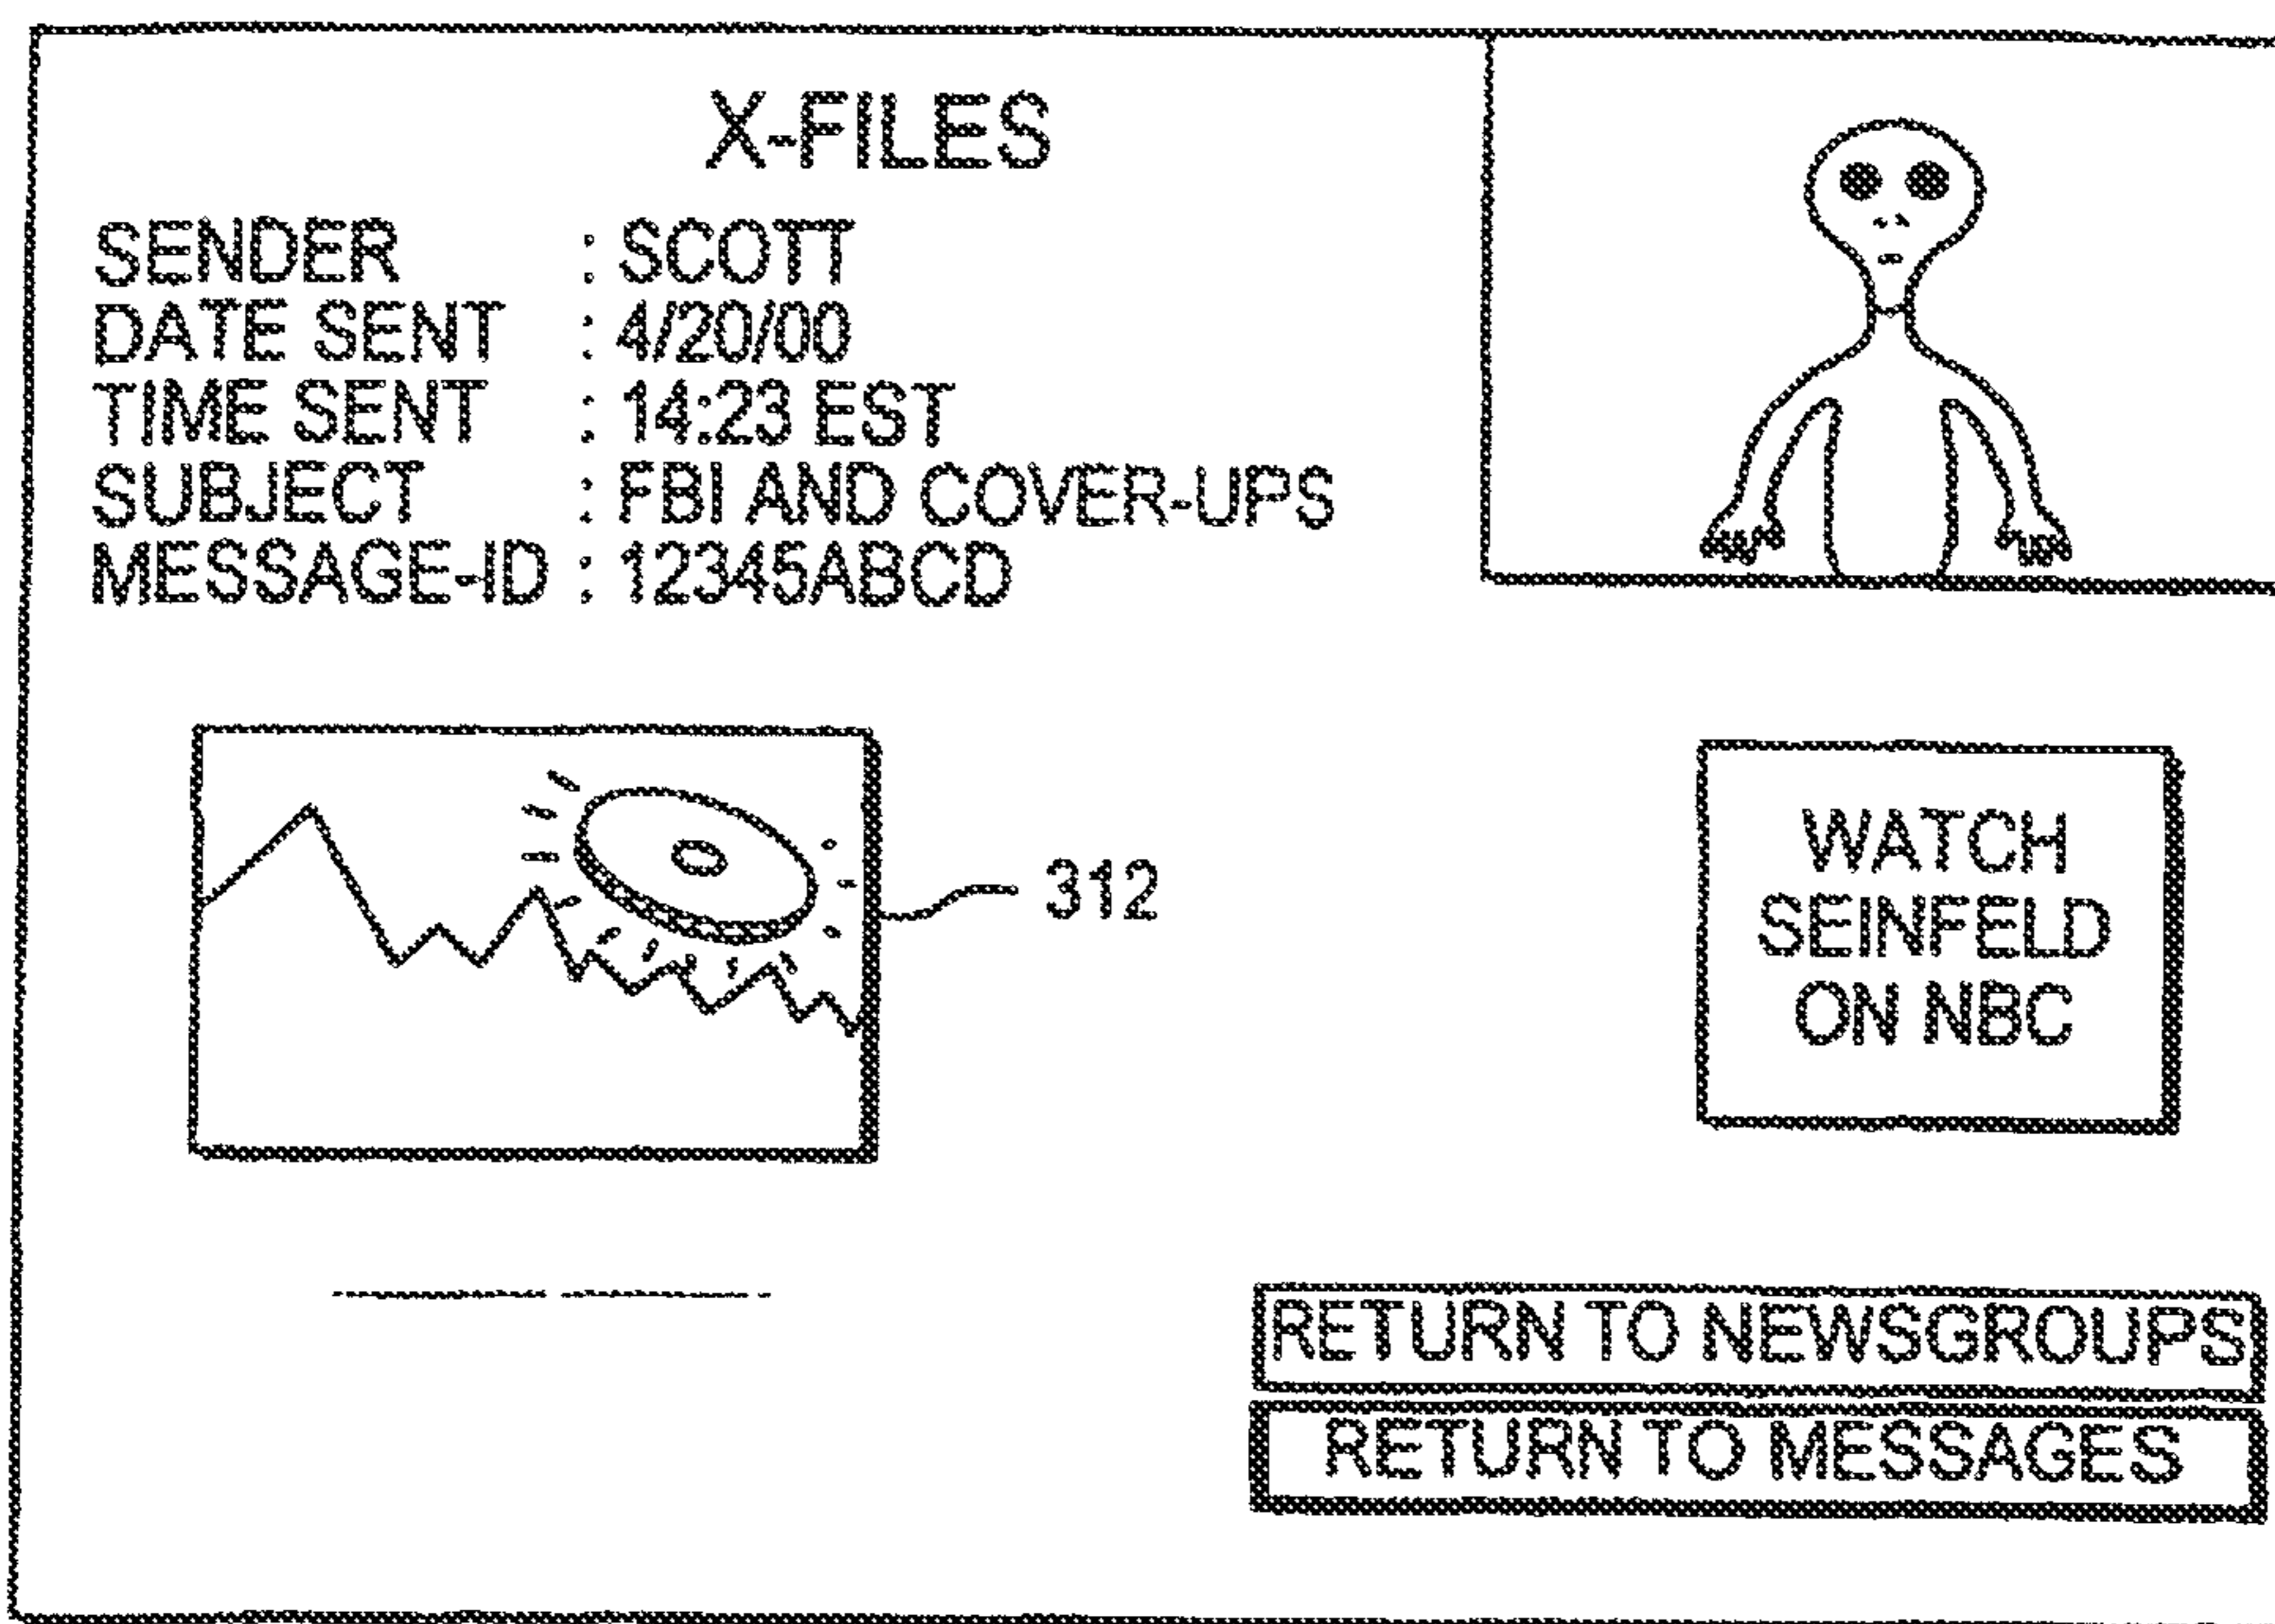 X-FILES
SENDER : SCOTT
DATE SENT : 4/20/00
TIME SENT : 14:23 EST
SUBJECT : FBI AND COVER-UPS
MESSAGE-ID : 12345ABCD
312
WATCH
SEINFELD
ON NBC
RETURN TO NEWSGROUPS
RETURN TO MESSAGES